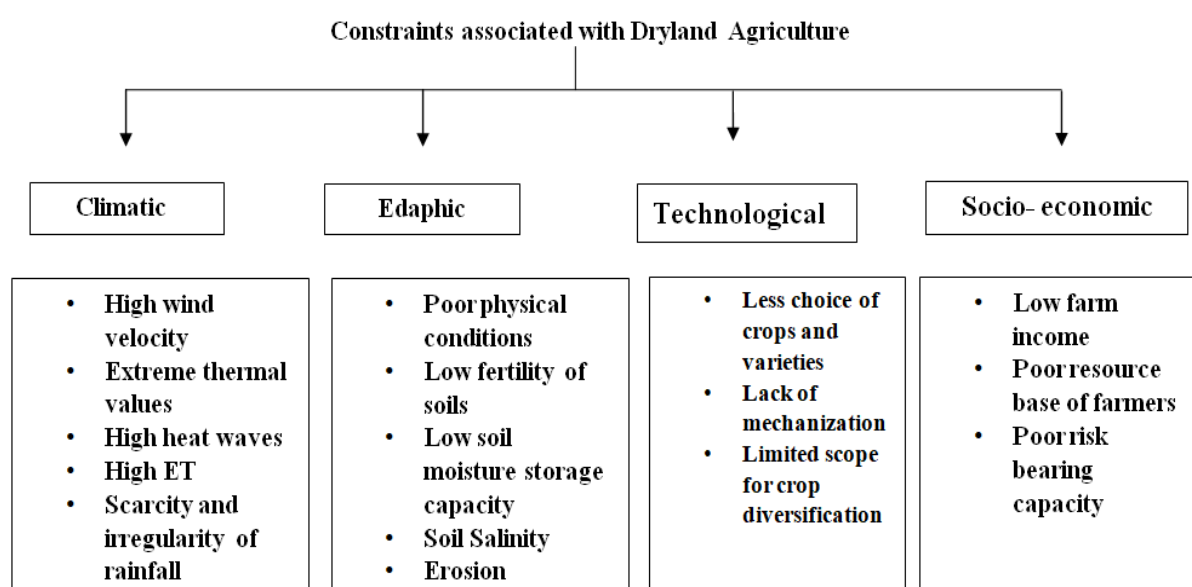 Constraints associated with Dryland Agriculture
Climatic
Edaphic
Technological
Socio- economic
• High wind
velocity
• Extreme thermal
values
• High heat waves
• High ET
• Scarcity and
irregularity of
rainfall
• Poor physical
conditions
• Low fertility of
soils
• Low soil
moisture storage
capacity
• Soil Salinity
• Erosion
• Less choice of
crops and
varieties
• Lack of
mechanization
• Limited scope
for crop
diversification
• Low farm
income
• Poor resource
base of farmers
• Poor risk
bearing
capacity